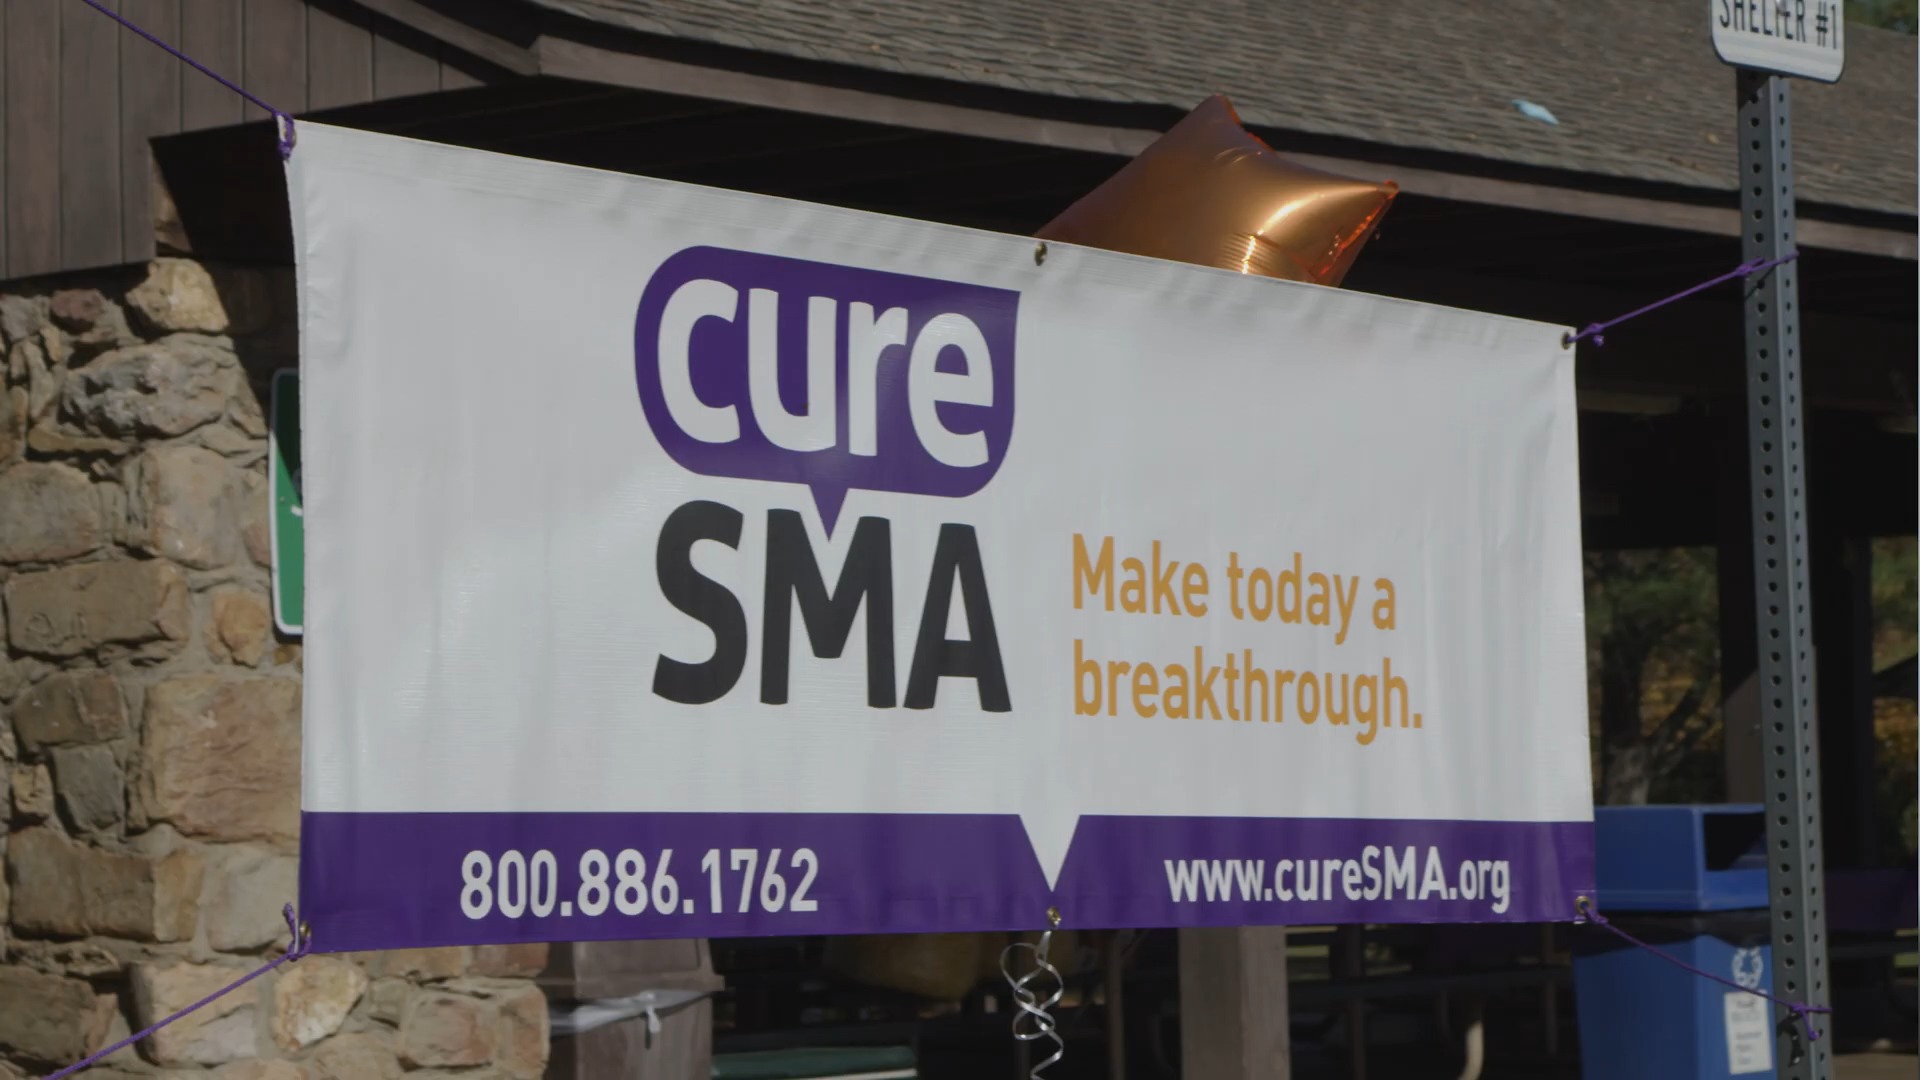 SHELTER #1
cure
SMA
Make today a
breakthrough.
800.886.1762
www.cureSMA.org